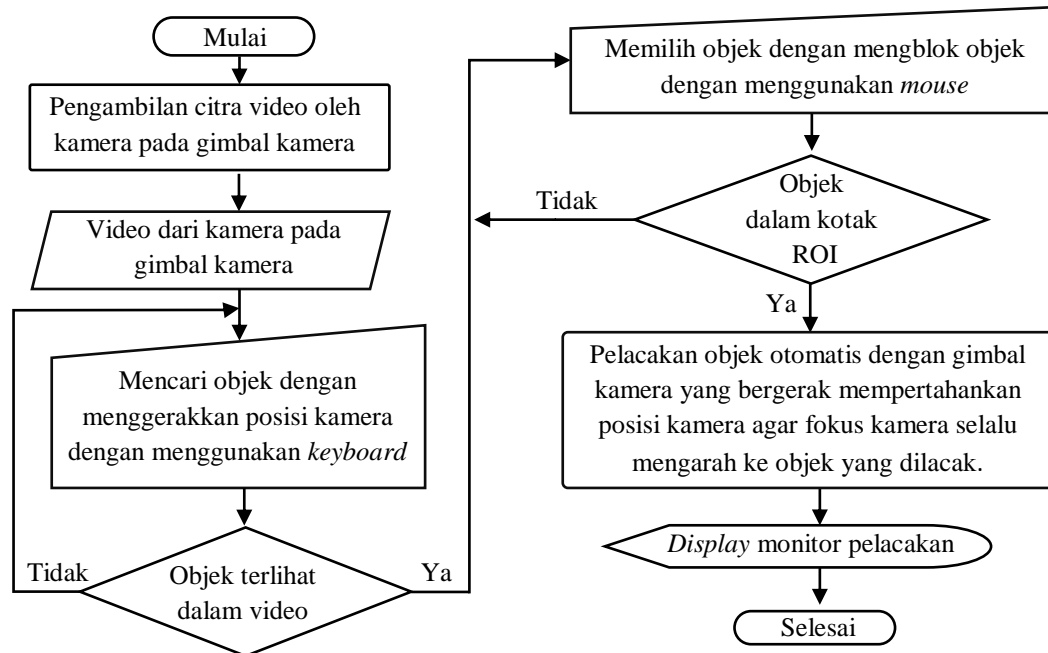 Mulai
Pengambilan citra video oleh
kamera pada gimbal kamera
Video dari kamera pada
gimbal kamera
Mencari objek dengan
menggerakkan posisi kamera
dengan menggunakan keyboard
Tidak
Objek terlihat
dalam video
Ya
Memilih objek dengan mengblok objek
dengan menggunakan mouse
Tidak
Objek
dalam kotak
ROI
Ya
Pelacakan objek otomatis dengan gimbal
kamera yang bergerak mempertahankan
posisi kamera agar fokus kamera selalu
mengarah ke objek yang dilacak.
Display monitor pelacakan
Selesai